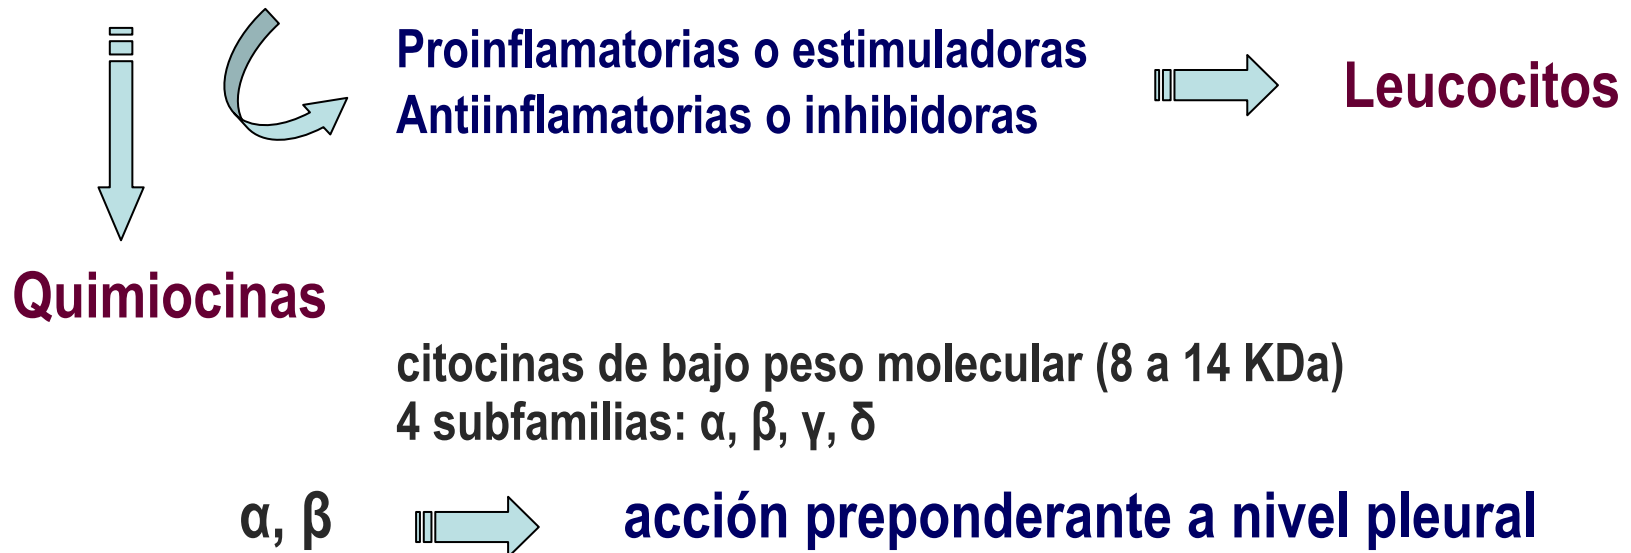 Proinflamatorias o estimuladoras
Antiinflamatorias o inhibidoras
Leucocitos
Quimiocinas
citocinas de bajo peso molecular (8 a 14 KDa)
4 subfamilias: α, β, γ, δ
α, β
acción preponderante a nivel pleural